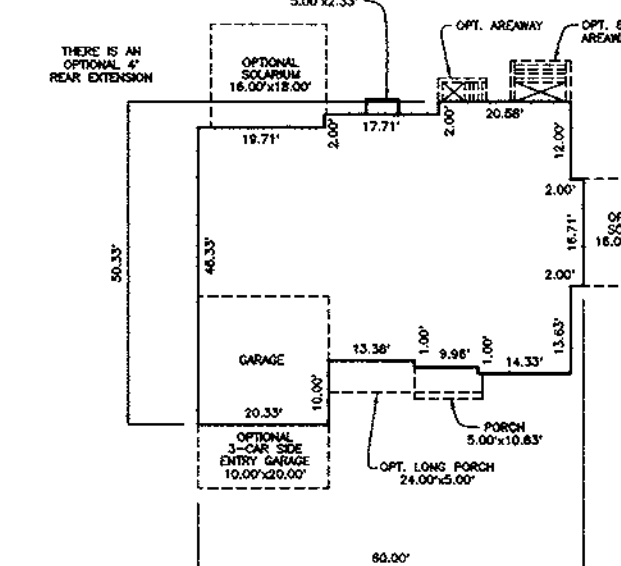 5.00'x2.33'
OPT. AREAWAY
OPT.
AREAW
THERE IS AN
OPTIONAL 4'
REAR EXTENSION
OPTIONAL
SOLARIUM
16.00'x18.00'
19.71'
2.00'
17.71'
2.00'
20.58'
12.00'
2.00'
16.71'
2.00'
16.0
50.33'
46.33'
GARAGE
20.33'
10.00'
13.38'
1.00'
9.96'
1.00'
14.33'
13.63'
OPTIONAL
3-CAR SIDE
ENTRY GARAGE
10.00'x20.00'
PORCH
5.00'x10.63'
OPT. LONG PORCH
24.00'x5.00'
60.00'